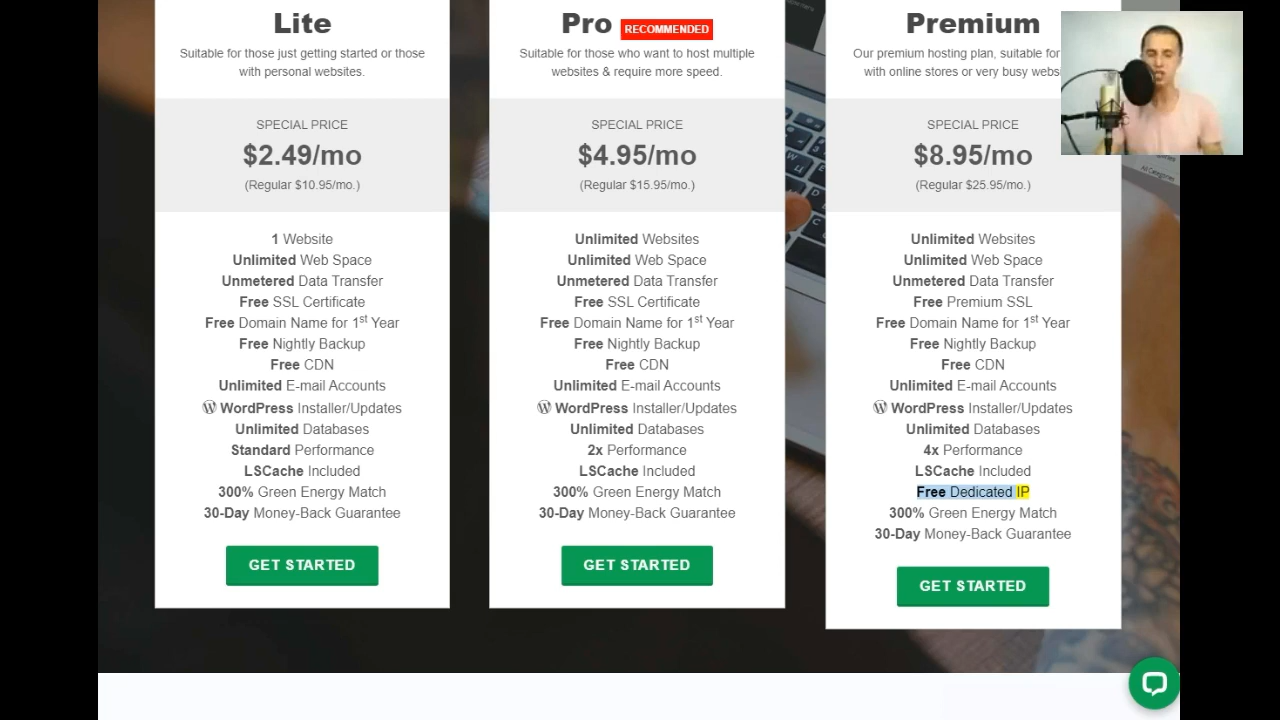 Lite
Suitable for those just getting started or those
with personal websites.
SPECIAL PRICE
$2.49/mo
(Regular $10.95/mo.)
1 Website
Unlimited Web Space
Unmetered Data Transfer
Free SSL Certificate
Free Domain Name for 1st Year
Free Nightly Backup
Free CDN
Unlimited E-mail Accounts
WordPress Installer/Updates
Unlimited Databases
Standard Performance
LSCache Included
300% Green Energy Match
30-Day Money-Back Guarantee
GET STARTED
Pro RECOMMENDED
Suitable for those who want to host multiple
websites & require more speed.
SPECIAL PRICE
$4.95/mo
(Regular $15.95/mo.)
Unlimited Websites
Unlimited Web Space
Unmetered Data Transfer
Free SSL Certificate
Free Domain Name for 1st Year
Free Nightly Backup
Free CDN
Unlimited E-mail Accounts
WordPress Installer/Updates
Unlimited Databases
2x Performance
LSCache Included
300% Green Energy Match
30-Day Money-Back Guarantee
GET STARTED
Premium
Our premium hosting plan, suitable for
with online stores or very busy
SPECIAL PRICE
$8.95/mo
(Regular $25.95/mo.)
Unlimited Websites
Unlimited Web Space
Unmetered Data Transfer
Free Premium SSL
Free Domain Name for 1st Year
Free Nightly Backup
Free CDN
Unlimited E-mail Accounts
WordPress Installer/Updates
Unlimited Databases
4x Performance
LSCache Included
Free Dedicated IP
300% Green Energy Match
30-Day Money-Back Guarantee
GET STARTED